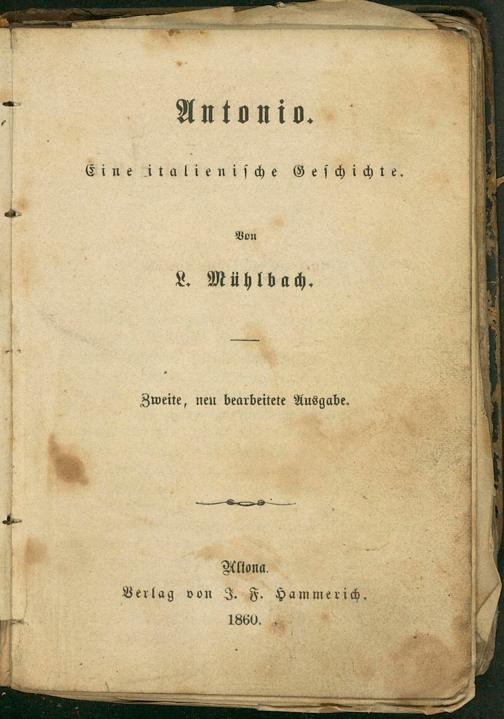 Antonio.
Eine italienische Geschichte.
Von
L. Mühlbach.
Zweite, neu bearbeitete Ausgabe.
Altona.
Verlag von J. F. Hammerich.
1860.